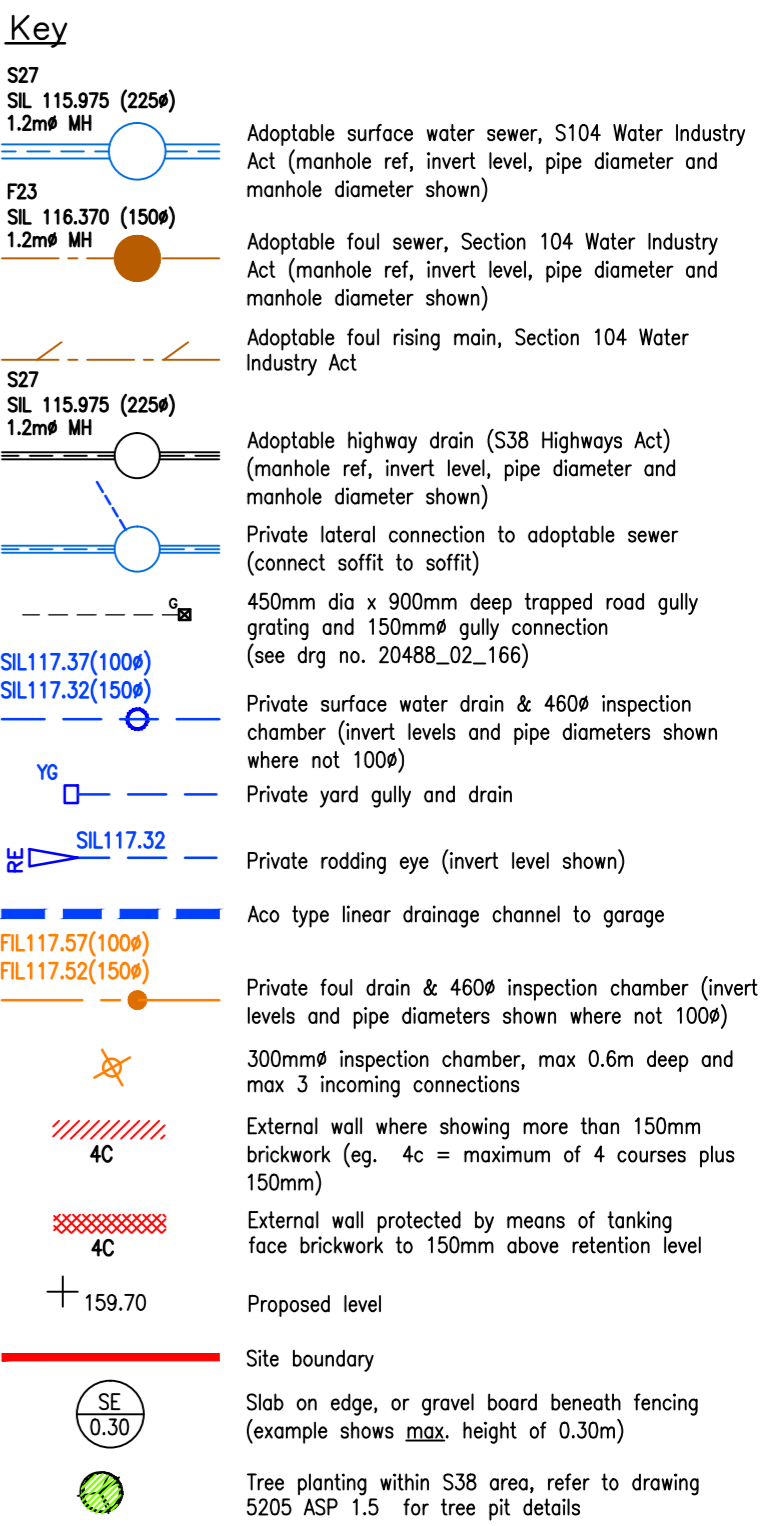 Key
S27
SIL 115.975 (225ø)
1.2mø MH
Adoptable surface water sewer, S104 Water Industry
Act (manhole ref, invert level, pipe diameter and
manhole diameter shown)
F23
SIL 116.370 (150ø)
1.2mø MH
Adoptable foul sewer, Section 104 Water Industry
Act (manhole ref, invert level, pipe diameter and
manhole diameter shown)
Adoptable foul rising main, Section 104 Water
Industry Act
S27
SIL 115.975 (225ø)
1.2mø MH
Adoptable highway drain (S38 Highways Act)
(manhole ref, invert level, pipe diameter and
manhole diameter shown)
Private lateral connection to adoptable sewer
(connect soffit to soffit)
G
450mm dia x 900mm deep trapped road gully
grating and 150mmø gully connection
(see drg no. 20488_02_166)
SIL117.37(100ø)
SIL117.32(150ø)
Private surface water drain & 460ø inspection
chamber (invert levels and pipe diameters shown
where not 100ø)
YG
Private yard gully and drain
RE
SIL117.32
Private rodding eye (invert level shown)
Aco type linear drainage channel to garage
FIL117.57(100ø)
FIL117.52(150ø)
Private foul drain & 460ø inspection chamber (invert
levels and pipe diameters shown where not 100ø)
300mmø inspection chamber, max 0.6m deep and
max 3 incoming connections
4C
External wall where showing more than 150mm
brickwork (eg. 4c = maximum of 4 courses plus
150mm)
4C
External wall protected by means of tanking
face brickwork to 150mm above retention level
159.70
Proposed level
Site boundary
SE
0.30
Slab on edge, or gravel board beneath fencing
(example shows max. height of 0.30m)
Tree planting within S38 area, refer to drawing
5205 ASP 1.5 for tree pit details